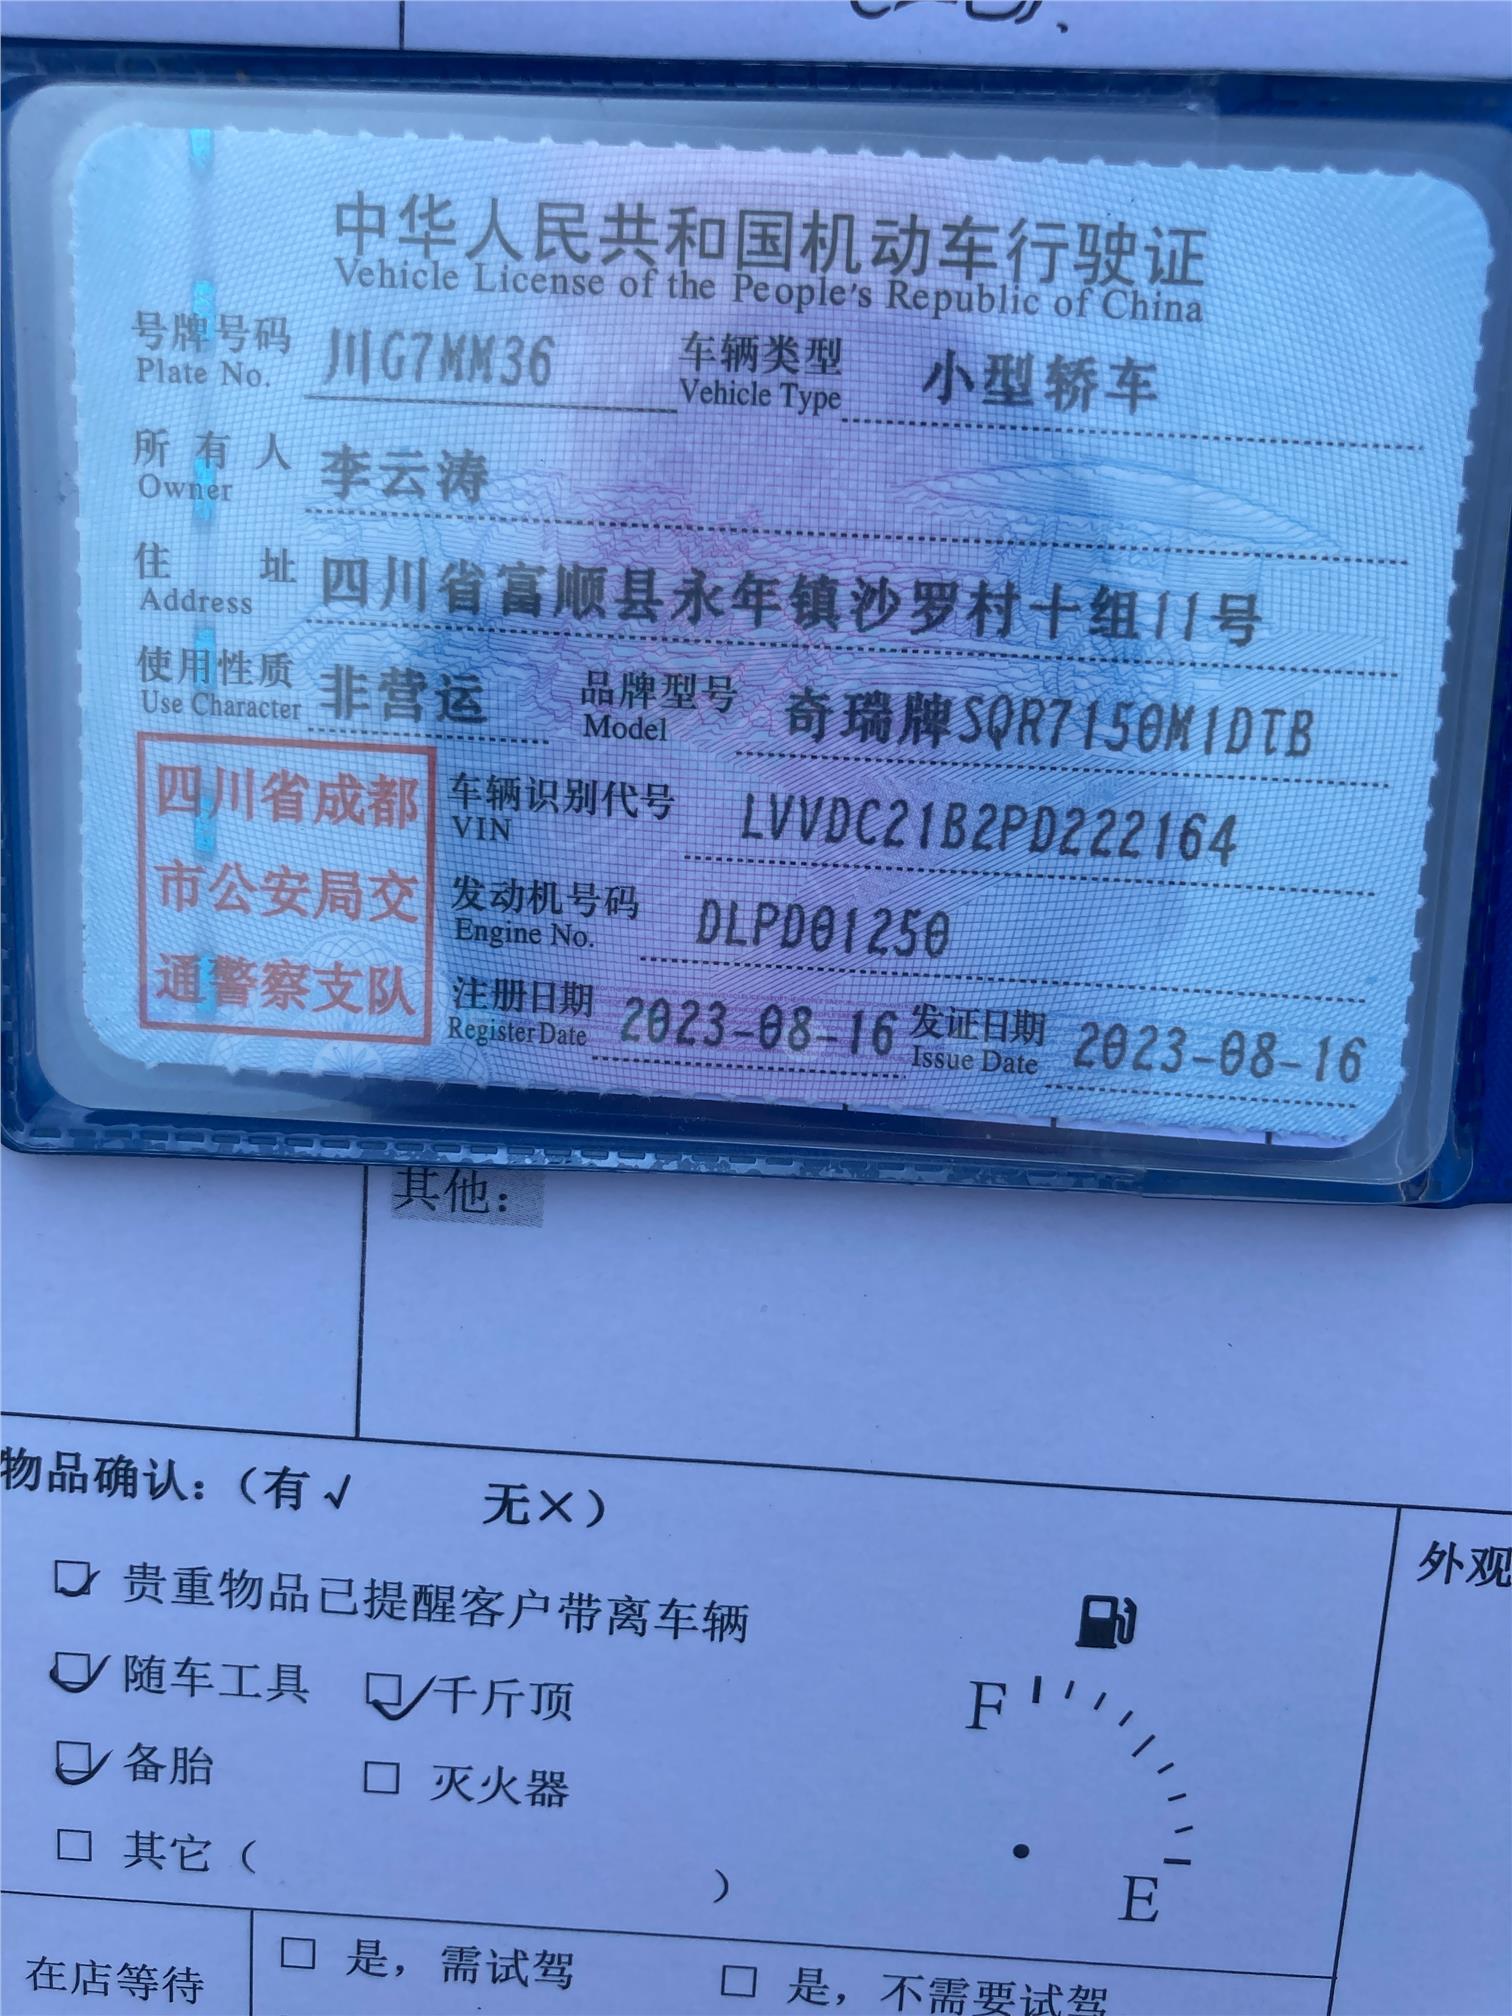 中华人民共和国机动车行驶证
Vehicle License of the People's Republic of China
号牌号码 川G7MM36 车辆类型 小型轿车
Plate No. Vehicle Type
所有人 李云涛
Owner
住址 四川省富顺县永年镇沙罗村十组11号
Address
使用性质 非营运 品牌型号 奇瑞牌SQR7150M1DTB
Use Character Model
四川省成都
市公安局交
通警察支队
车辆识别代号 LVVDC21B2PD222164
VIN
发动机号码 DLPD01250
Engine No.
注册日期 2023-08-16 发证日期 2023-08-16
Register Date Issue Date
其他：
物品确认：（有√ 无×）
外观
贵重物品已提醒客户带离车辆
随车工具 千斤顶
备胎 灭火器
其它（ ）
F
E
在店等待 是，需试驾 是，不需要试驾